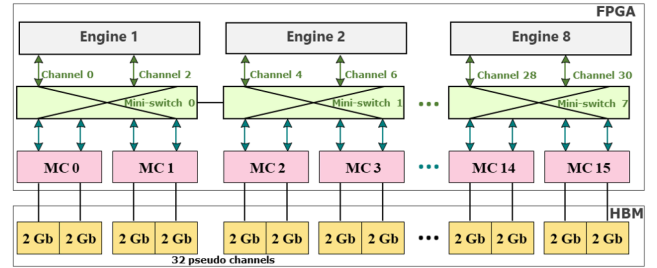 FPGA
Engine 1 Engine 2 Engine 8
Channel 0 Channel 2 Channel 4 Channel 6 Channel 28 Channel 30
Mini-switch 0 Mini-switch 1 Mini-switch 7
MC 0 MC 1 MC 2 MC 3 MC 14 MC 15
HBM
2 Gb 2 Gb 2 Gb 2 Gb 2 Gb 2 Gb 2 Gb 2 Gb 2 Gb 2 Gb 2 Gb 2 Gb
32 pseudo channels